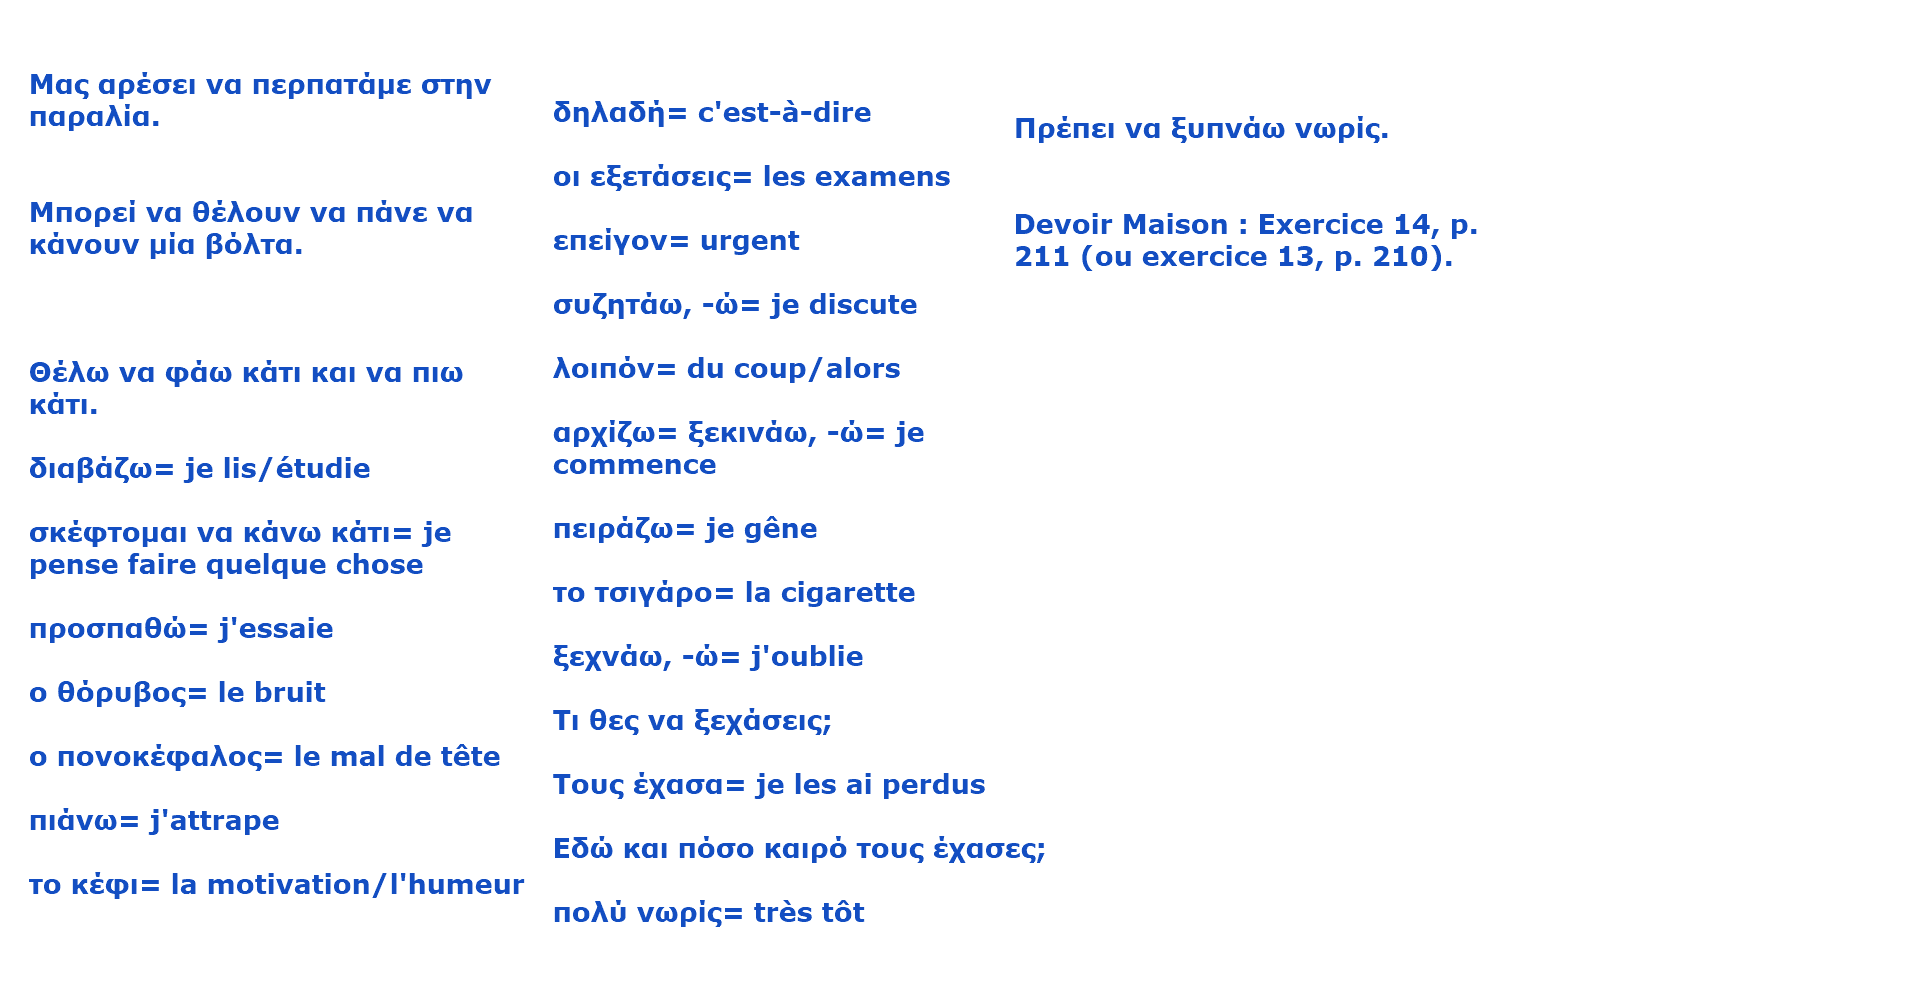 Μας αρέσει να περπατάμε στην
παραλία.
Μπορεί να θέλουν να πάνε να
κάνουν μία βόλτα.
Θέλω να φάω κάτι και να πιω
κάτι.
διαβάζω= je lis/étudie
σκέφτομαι να κάνω κάτι= je
pense faire quelque chose
προσπαθώ= j'essaie
ο θόρυβος= le bruit
ο πονοκέφαλος= le mal de tête
πιάνω= j'attrape
το κέφι= la motivation/l'humeur
δηλαδή= c'est-à-dire
οι εξετάσεις= les examens
επείγον= urgent
συζητάω, -ώ= je discute
λοιπόν= du coup/alors
αρχίζω= ξεκινάω, -ώ= je
commence
πειράζω= je gêne
το τσιγάρο= la cigarette
ξεχνάω, -ώ= j'oublie
Τι θες να ξεχάσεις;
Τους έχασα= je les ai perdus
Εδώ και πόσο καιρό τους έχασες;
πολύ νωρίς= très tôt
Πρέπει να ξυπνάω νωρίς.
Devoir Maison : Exercice 14, p.
211 (ou exercice 13, p. 210).